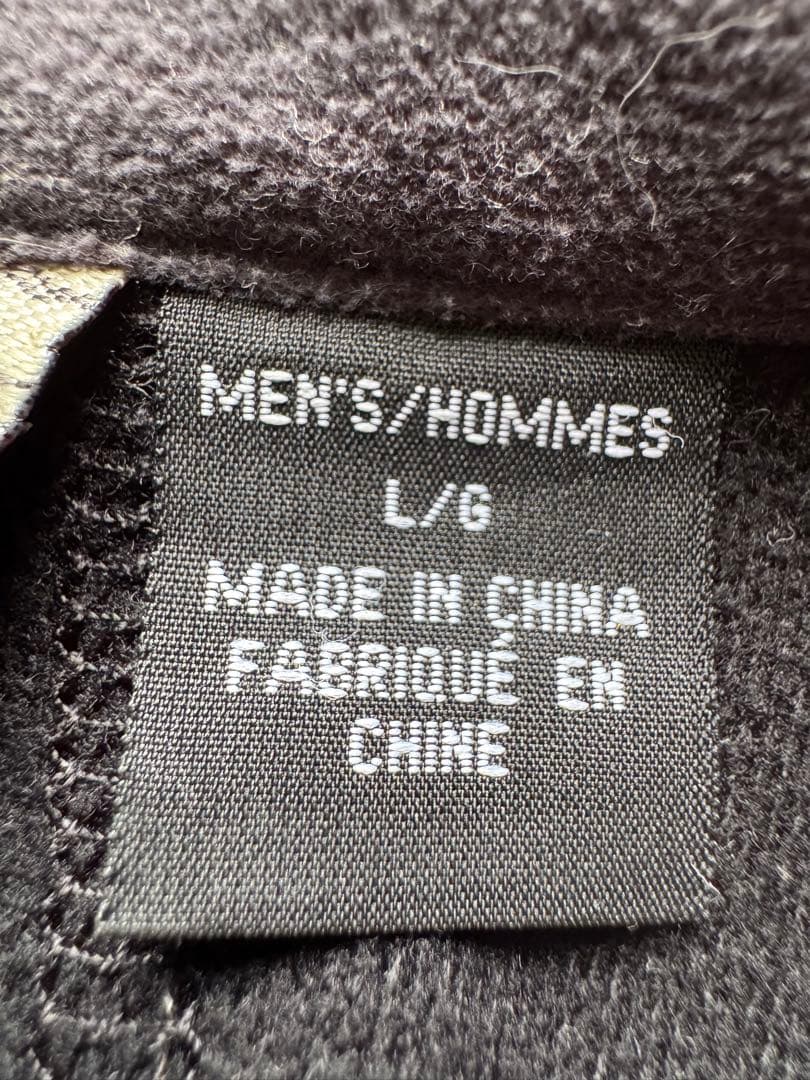 MEN'S/HOMMES
L/G
MADE IN CHINA
FABRIQUÉ EN
CHINE